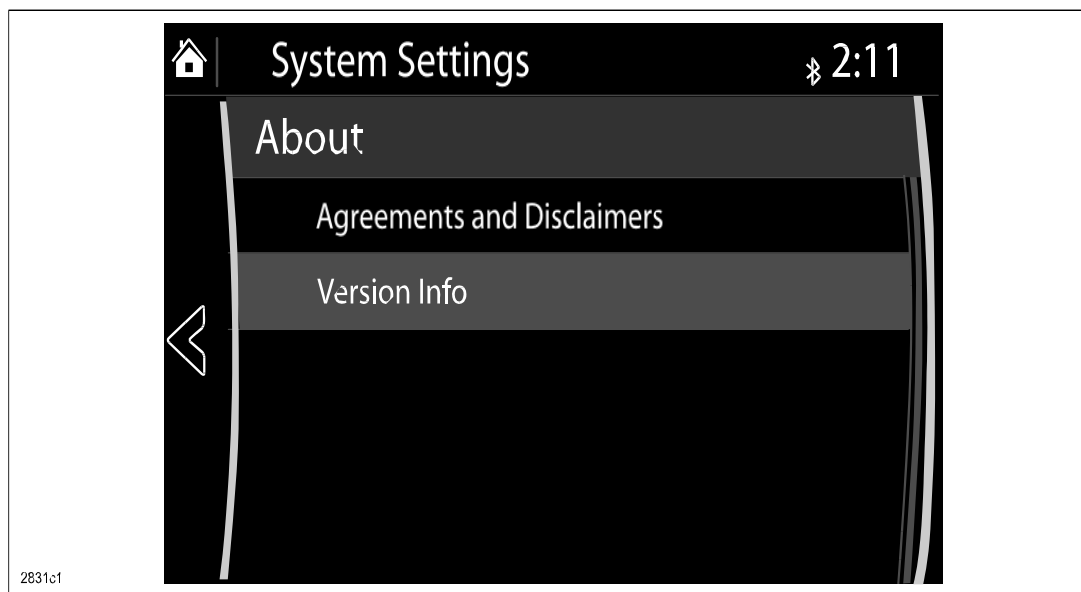 System Settings 2:11
About
Agreements and Disclaimers
Version Info
2831c1